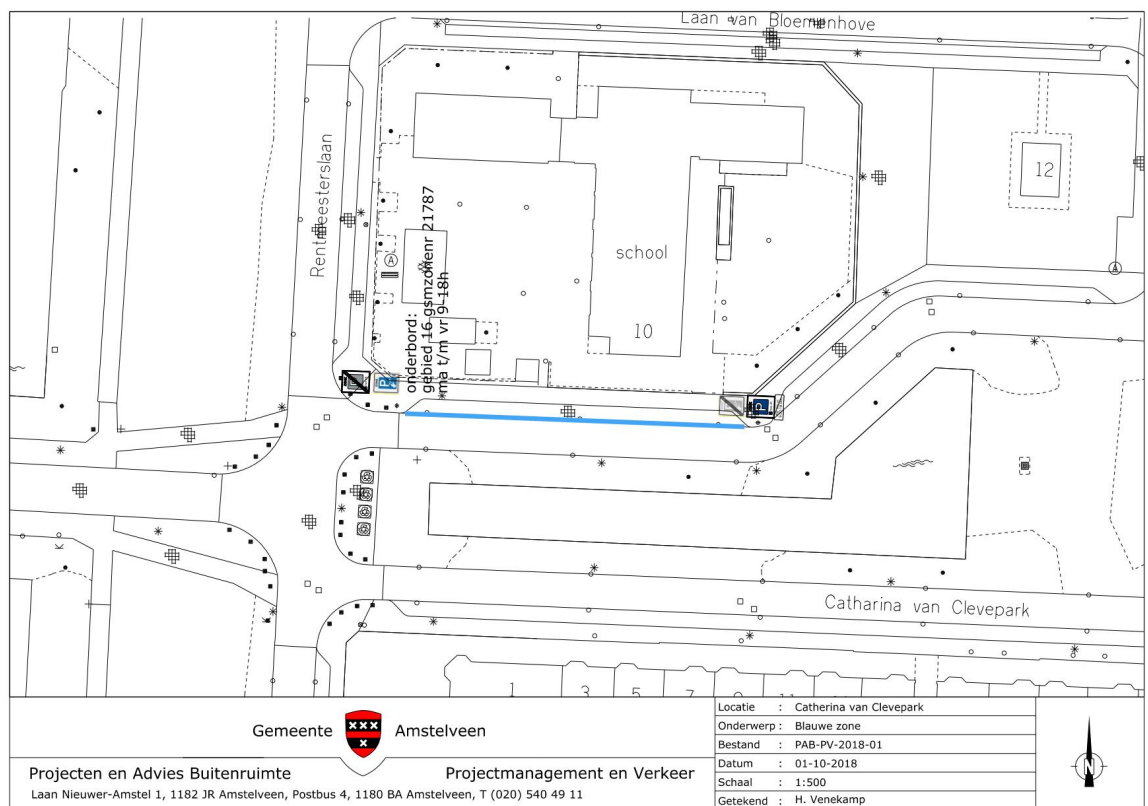 Laan van Bloemenhove
Rentmeesterslaan
12
school
10
onderbord:
gebied 16 gsmzonenr 21787
ma t/m vr 9-18h
A
A
P
P
Catharina van Clevepark
1
3
5
7
Gemeente Amstelveen
Projecten en Advies Buitenruimte
Projectmanagement en Verkeer
Laan Nieuwer-Amstel 1, 1182 JR Amstelveen, Postbus 4, 1180 BA Amstelveen, T (020) 540 49 11
Locatie : Catherina van Clevepark
Onderwerp : Blauwe zone
Bestand : PAB-PV-2018-01
Datum : 01-10-2018
Schaal : 1:500
Getekend : H. Venekamp
N